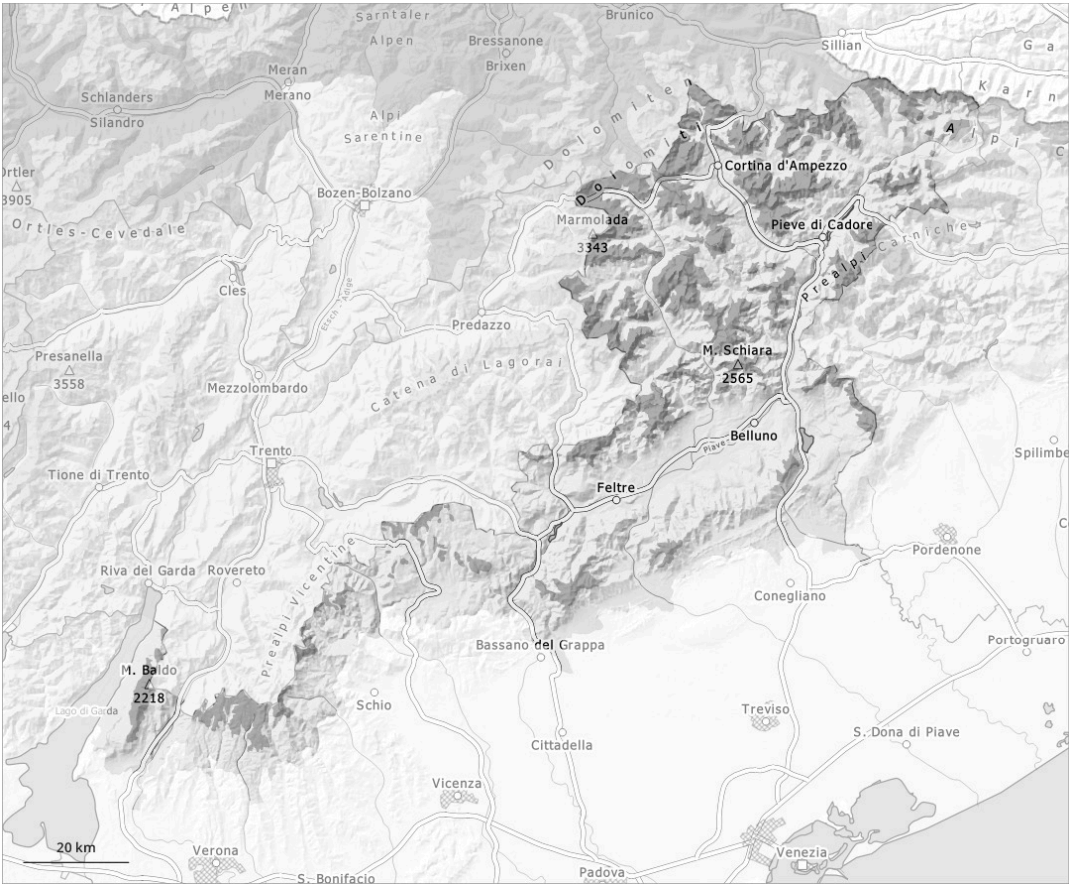 Alpen
Sarntaler
Alpen
Brunico
Bressanone
Brixen
Sillian
Ga
Karn
Meran
Merano
Schlanders
Silandro
Alpi
Sarentine
Dolomiten
Dolomiti
Alpi C
Cortina d'Ampezzo
Ortler
3905
Bozen-Bolzano
Ortles-Cevedale
Marmolada
3343
Pieve di Cadore
Prealpi Carniche
Cles
Etsch - Adige
Predazzo
Presanella
3558
ello
4
M. Schiara
2565
Catena di Lagorai
Mezzolombardo
Belluno
Piave
Trento
Spilimbe
Tione di Trento
Feltre
C
Pordenone
Riva del Garda
Rovereto
Prealpi Vicentine
Conegliano
Portogruaro
Bassano del Grappa
M. Baldo
2218
Lago di Garda
Schio
Treviso
S. Dona di Piave
Cittadella
Vicenza
20 km
Verona
Venezia
S. Bonifacio
Padova